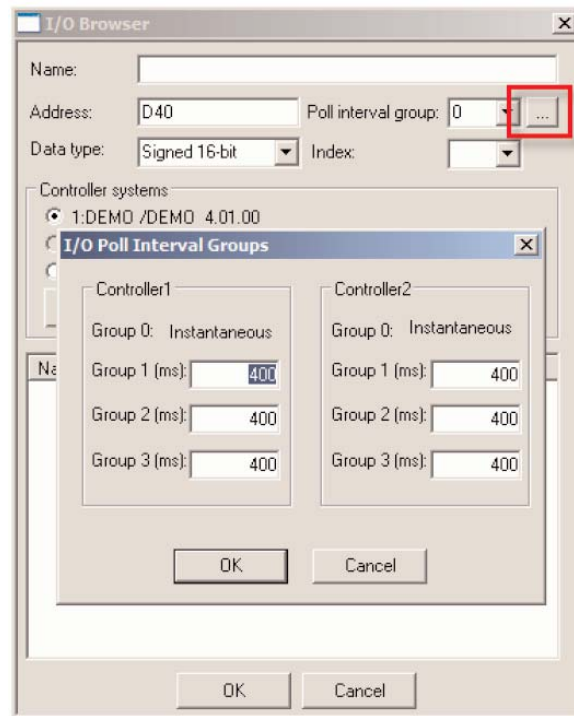 I/O Browser
Name:
Address: D40 Poll interval group: 0 ...
Data type: Signed 16-bit Index:
Controller systems
1:DEMO /DEMO 4.01.00
I/O Poll Interval Groups
Controller1
Group 0: Instantaneous
Group 1 (ms): 400
Group 2 (ms): 400
Group 3 (ms): 400
Controller2
Group 0: Instantaneous
Group 1 (ms): 400
Group 2 (ms): 400
Group 3 (ms): 400
OK Cancel
Na
OK Cancel